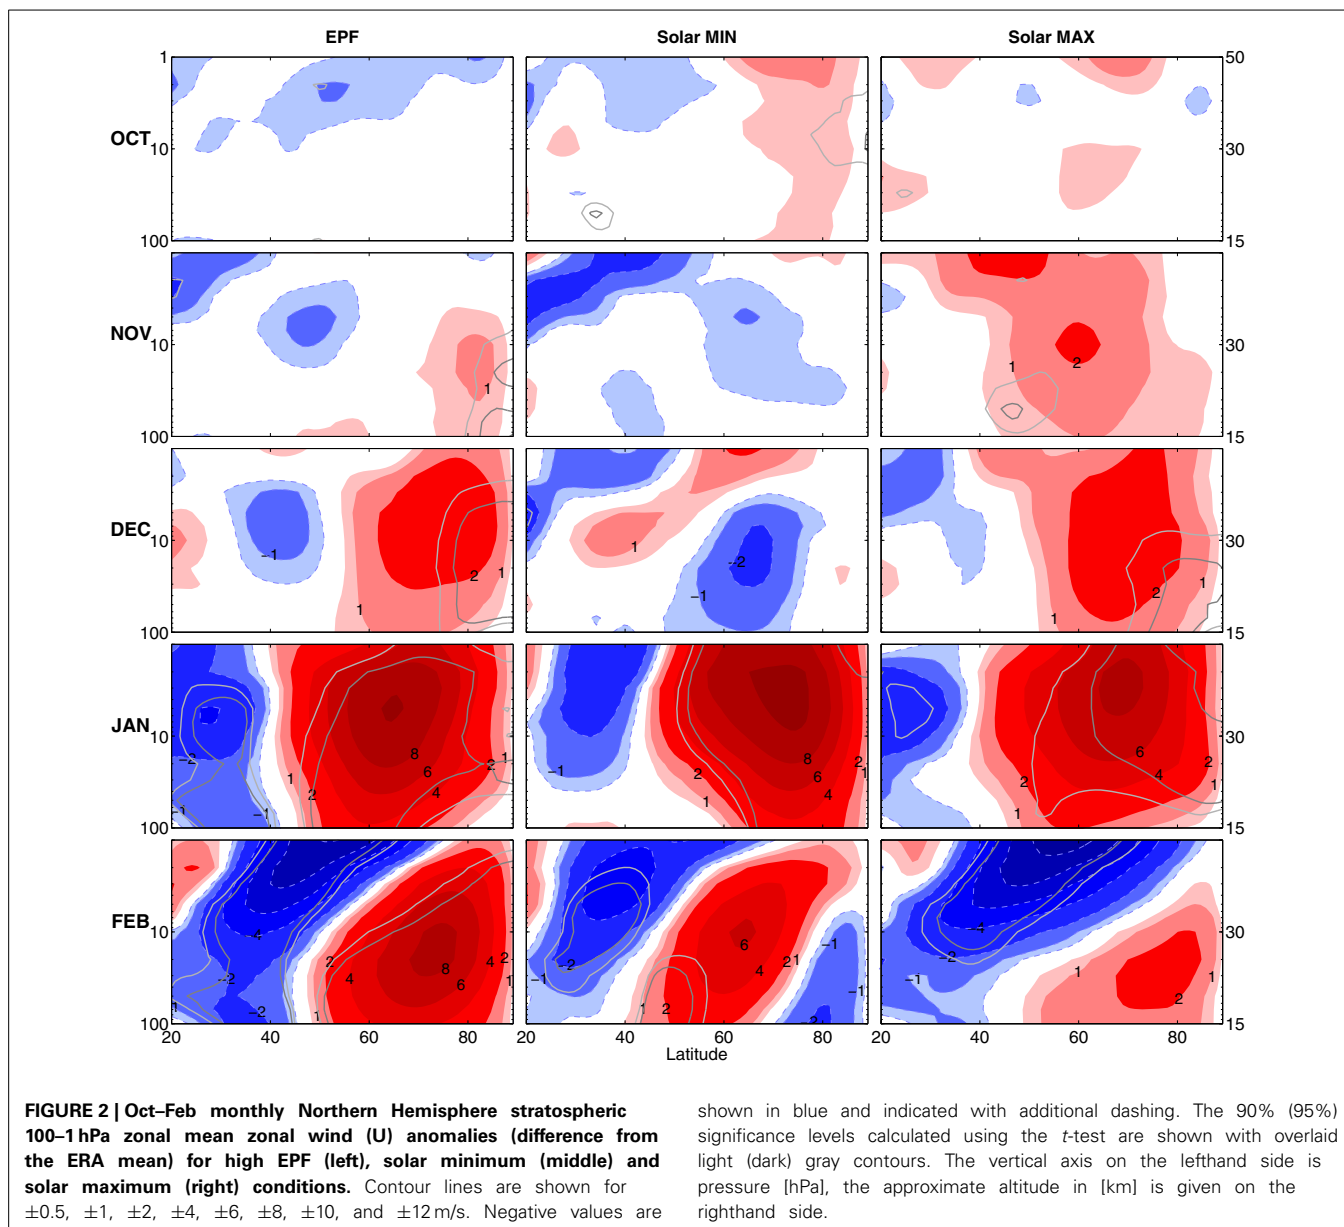 EPF Solar MIN Solar MAX
1 50
OCT 10 30
100 15
NOV 10 1 1 2 30
100 15
DEC 10 −1 1 2 1 1 −1 −2 1 2 1 30
100 15
JAN 10 −2 −1 −1 1 2 8 6 4 2 1 −1 2 1 8 6 4 2 1 2 1 6 4 2 1 30
100 15
FEB 10 −4 −2 −2 1 1 2 4 8 6 4 2 1 −1 −2 1 2 6 4 2 1 −1 −1 −2 −4 −2 −1 1 2 1 30
100 15
20 40 60 80 20 40 60 80 20 40 60 80
Latitude
FIGURE 2 | Oct–Feb monthly Northern Hemisphere stratospheric
100–1 hPa zonal mean zonal wind (U) anomalies (difference from
the ERA mean) for high EPF (left), solar minimum (middle) and
solar maximum (right) conditions. Contour lines are shown for
±0.5, ±1, ±2, ±4, ±6, ±8, ±10, and ±12 m/s. Negative values are
shown in blue and indicated with additional dashing. The 90% (95%)
significance levels calculated using the t-test are shown with overlaid
light (dark) gray contours. The vertical axis on the lefthand side is
pressure [hPa], the approximate altitude in [km] is given on the
righthand side.